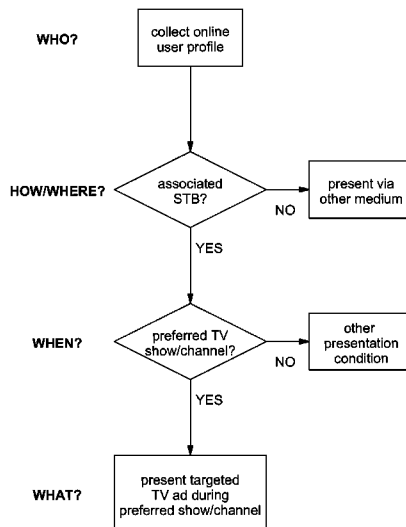 WHO?
collect online
user profile
HOW/WHERE?
associated
STB?
NO
present via
other medium
YES
WHEN?
preferred TV
show/channel?
NO
other
presentation
condition
YES
WHAT?
present targeted
TV ad during
preferred show/channel